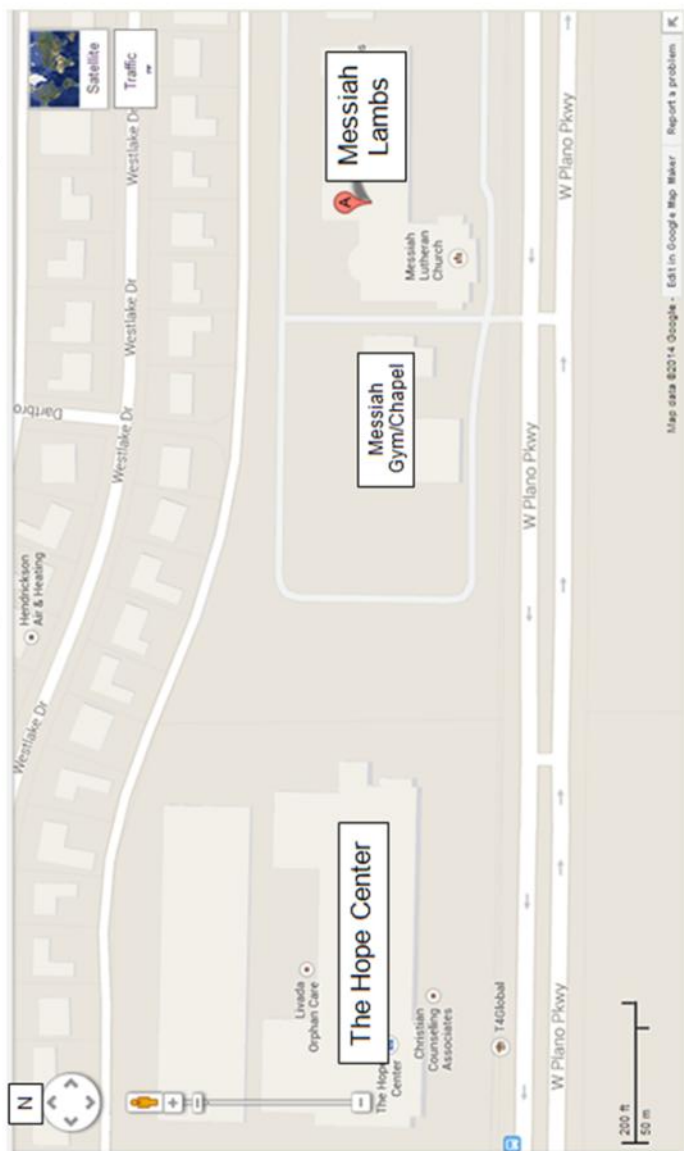 N
Satellite
Traffic
Hendrickson
Air & Heating
Dartbro
Westlake Dr
Westlake Dr
Westlake Dr
Westlake Dr
Livada
Orphan Care
The Hope Center
The Hope
Center
Christian
Counseling
Associates
T4Global
Messiah
Gym/Chapel
A
Messiah
Lambs
Messiah
Lutheran
Church
W Plano Pkwy
W Plano Pkwy
W Plano Pkwy
W Plano Pkwy
200 ft
50 m
Map data ©2014 Google - Edit in Google Map Maker Report a problem